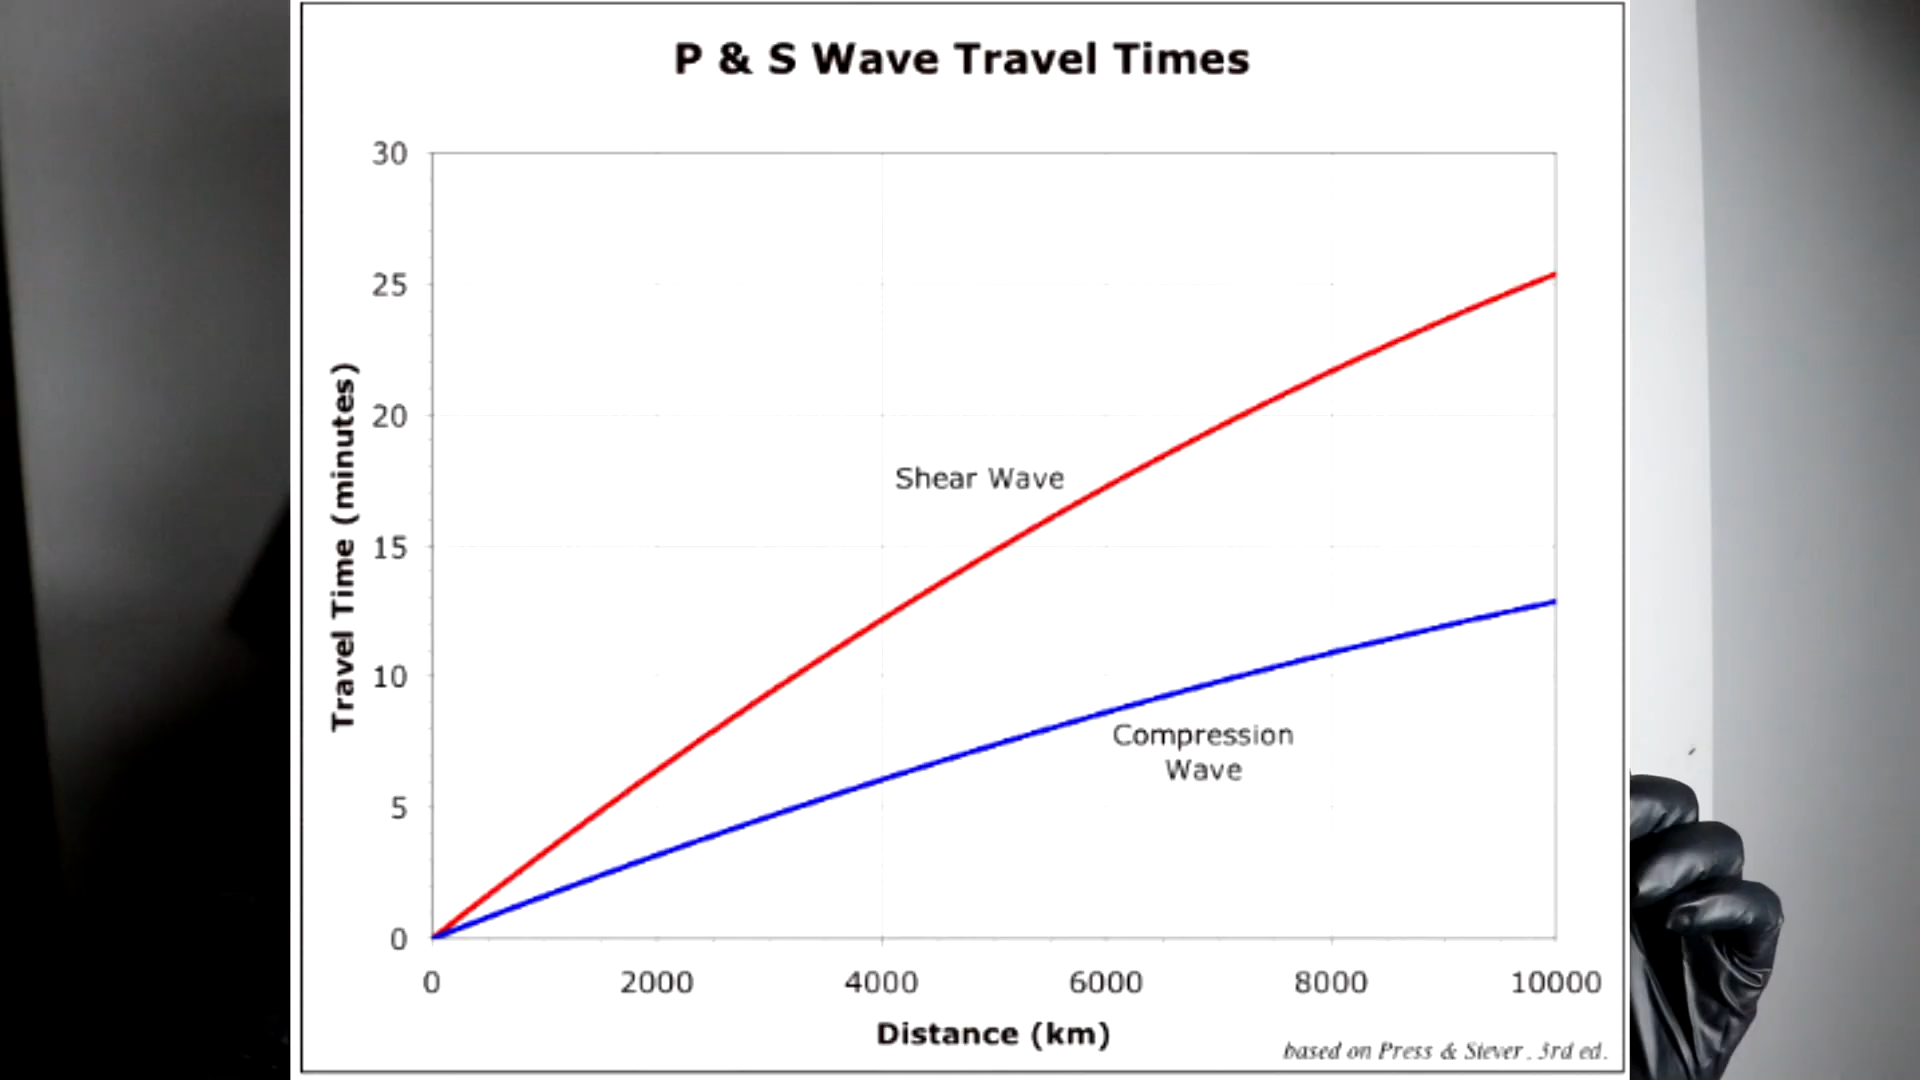 P & S Wave Travel Times
30
25
20
15
10
5
0
Travel Time (minutes)
Shear Wave
Compression
Wave
0 2000 4000 6000 8000 10000
Distance (km)
based on Press & Siever, 3rd ed.